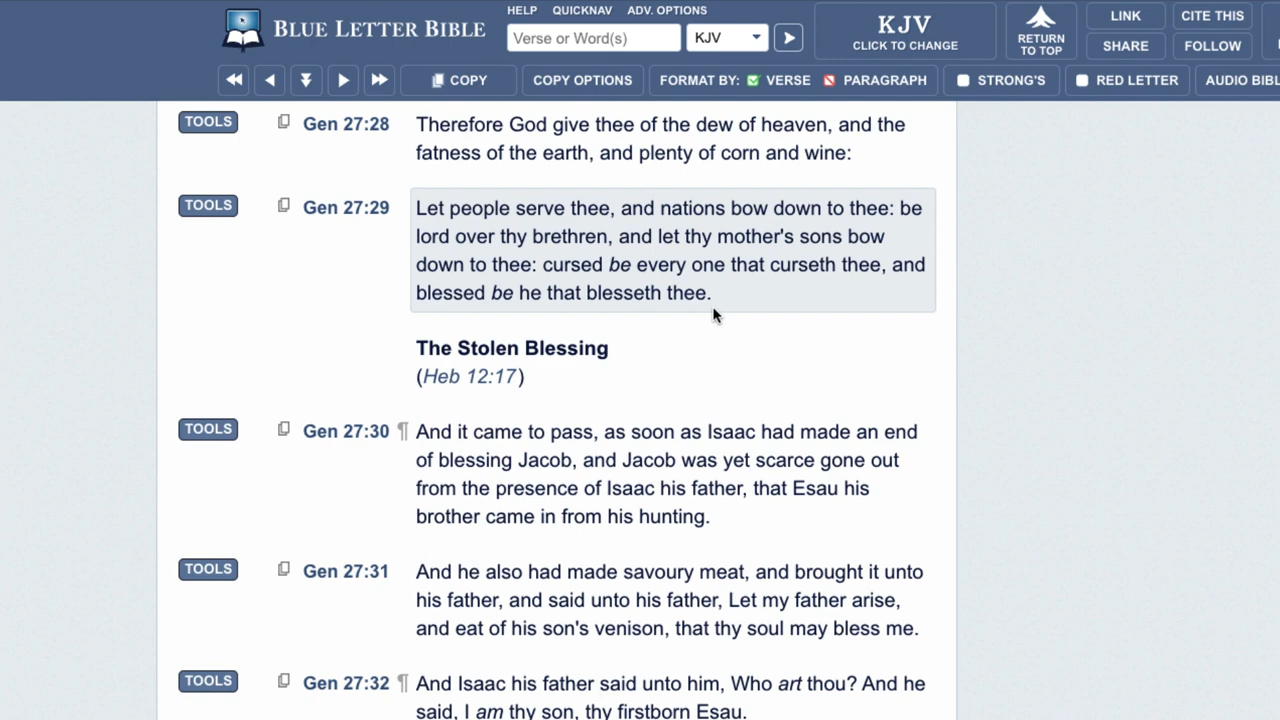 HELP QUICKNAV ADV. OPTIONS
BLUE LETTER BIBLE
Verse or Word(s) KJV
KJV
CLICK TO CHANGE
RETURN
TO TOP
LINK CITE THIS
SHARE FOLLOW
COPY COPY OPTIONS FORMAT BY: VERSE PARAGRAPH STRONG'S RED LETTER AUDIO BIBL
TOOLS Gen 27:28 Therefore God give thee of the dew of heaven, and the
fatness of the earth, and plenty of corn and wine:
TOOLS Gen 27:29 Let people serve thee, and nations bow down to thee: be
lord over thy brethren, and let thy mother's sons bow
down to thee: cursed be every one that curseth thee, and
blessed be he that blesseth thee.
The Stolen Blessing
(Heb 12:17)
TOOLS Gen 27:30 ¶ And it came to pass, as soon as Isaac had made an end
of blessing Jacob, and Jacob was yet scarce gone out
from the presence of Isaac his father, that Esau his
brother came in from his hunting.
TOOLS Gen 27:31 And he also had made savoury meat, and brought it unto
his father, and said unto his father, Let my father arise,
and eat of his son's venison, that thy soul may bless me.
TOOLS Gen 27:32 ¶ And Isaac his father said unto him, Who art thou? And he
said, I am thy son, thy firstborn Esau.